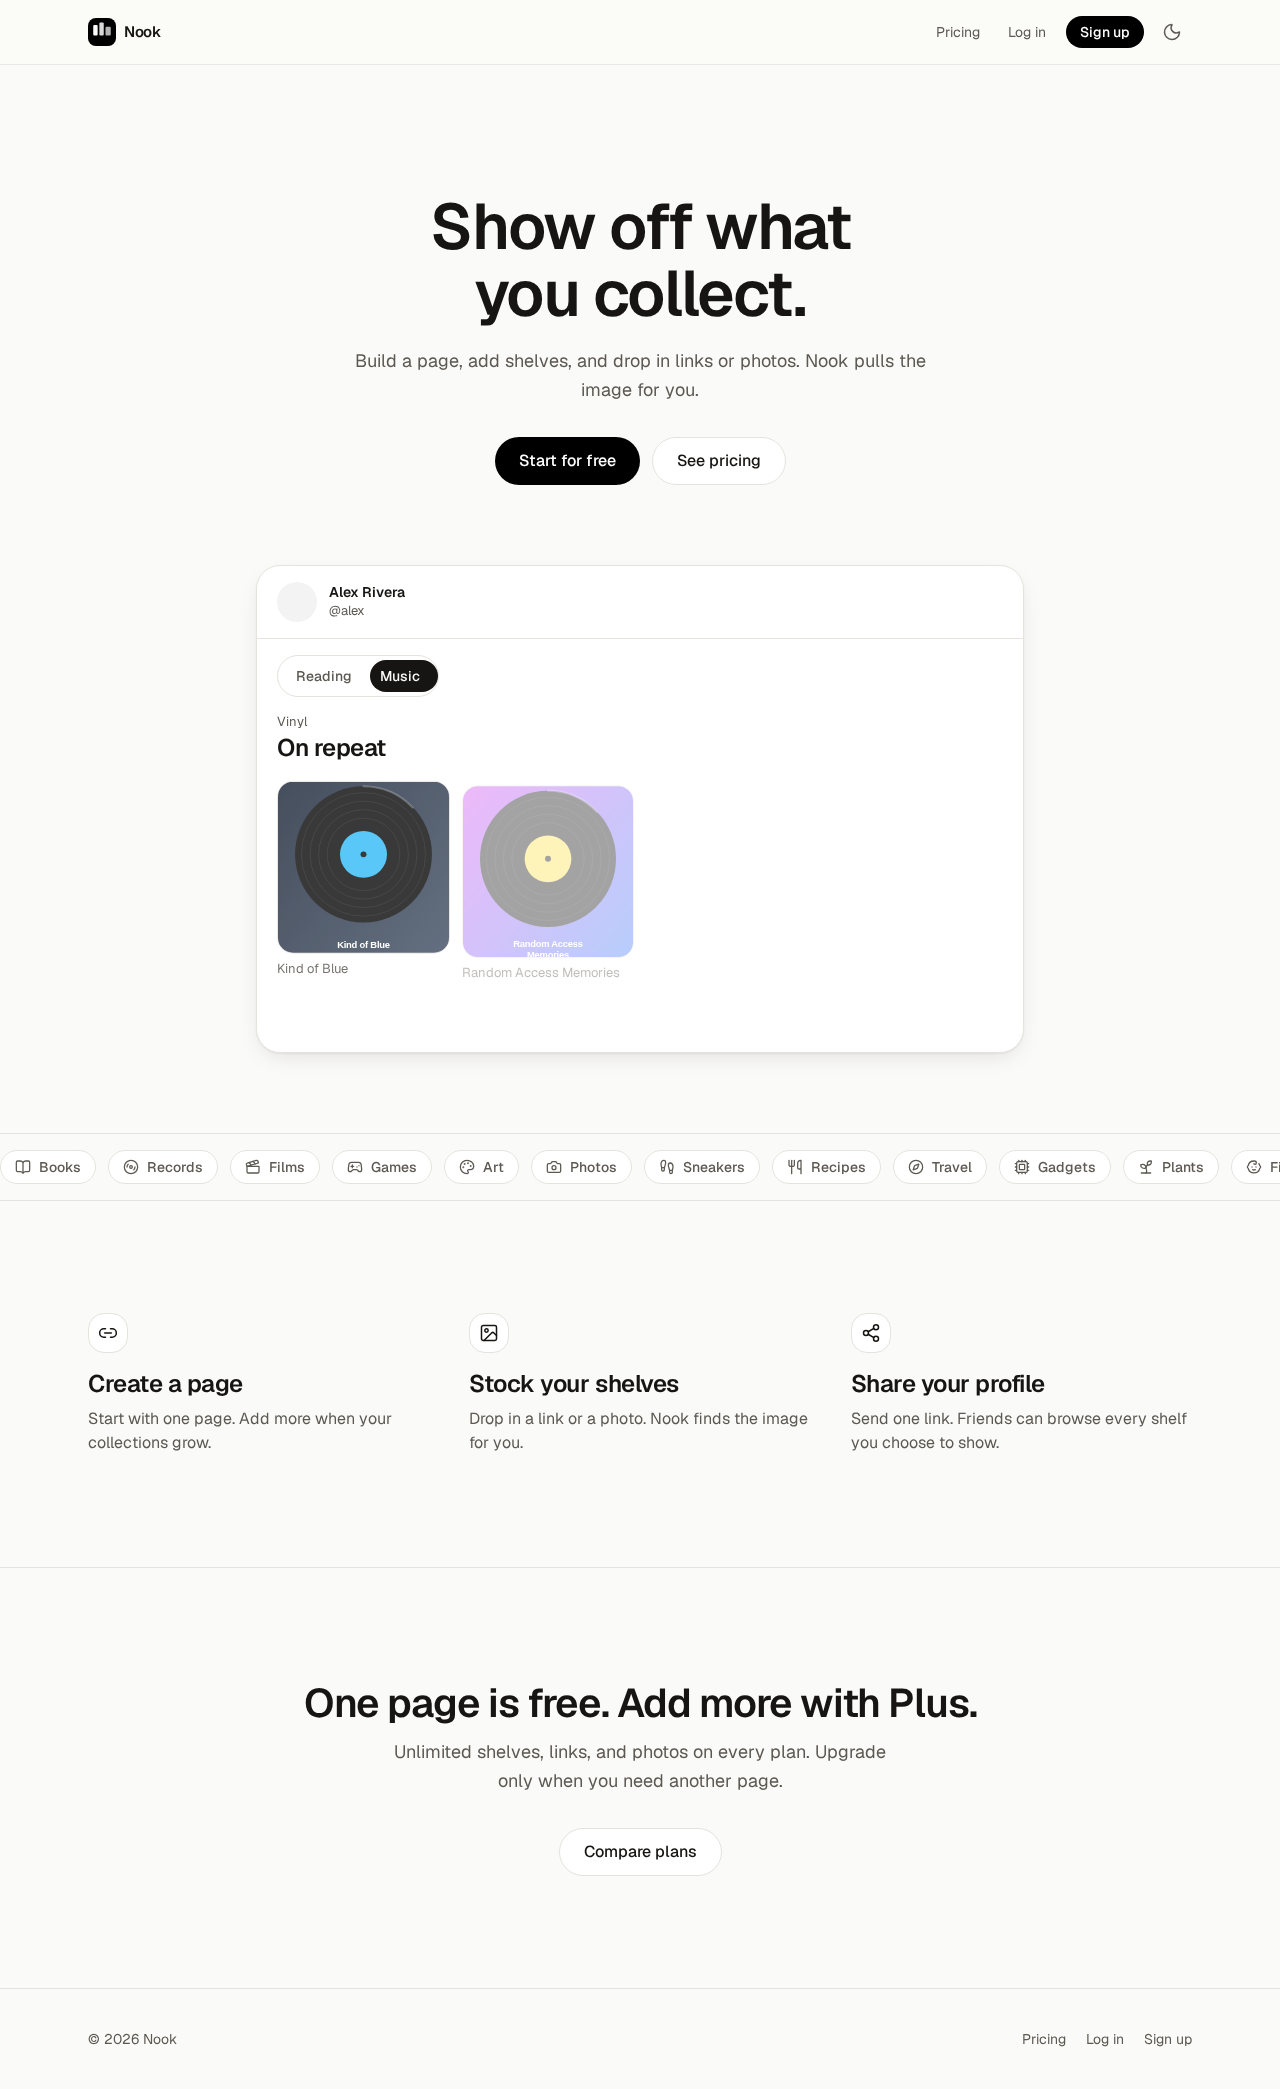 Nook
Pricing
Log in
Sign up
Show off what
you collect.
Build a page, add shelves, and drop in links or photos. Nook pulls the
image for you.
Start for free
See pricing
Alex Rivera
@alex
Reading
Music
Vinyl
On repeat
Kind of Blue
Kind of Blue
Random Access
Memories
Random Access Memories
Books
Records
Films
Games
Art
Photos
Sneakers
Recipes
Travel
Gadgets
Plants
Fi
Create a page
Start with one page. Add more when your
collections grow.
Stock your shelves
Drop in a link or a photo. Nook finds the image
for you.
Share your profile
Send one link. Friends can browse every shelf
you choose to show.
One page is free. Add more with Plus.
Unlimited shelves, links, and photos on every plan. Upgrade
only when you need another page.
Compare plans
© 2026 Nook
Pricing
Log in
Sign up